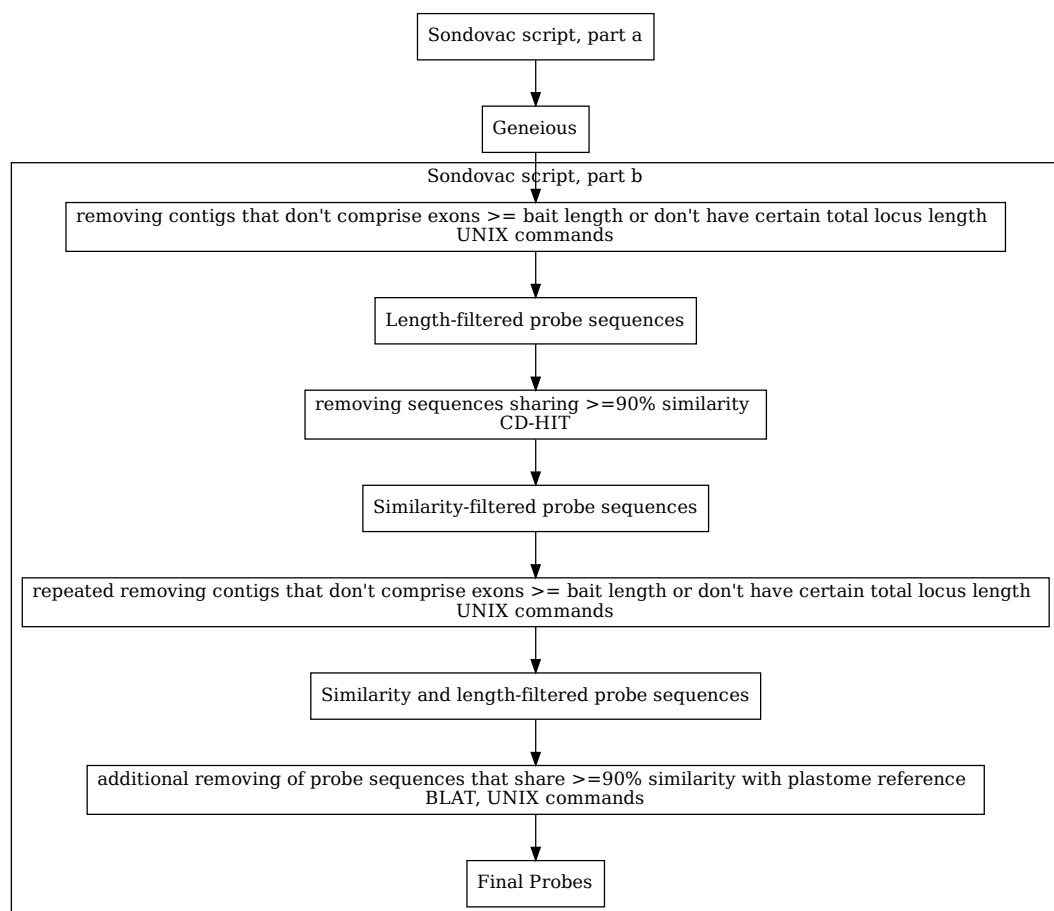 Sondovac script, part a
Geneious
Sondovac script, part b
removing contigs that don't comprise exons >= bait length or don't have certain total locus length
UNIX commands
Length-filtered probe sequences
removing sequences sharing >=90% similarity
CD-HIT
Similarity-filtered probe sequences
repeated removing contigs that don't comprise exons >= bait length or don't have certain total locus length
UNIX commands
Similarity and length-filtered probe sequences
additional removing of probe sequences that share >=90% similarity with plastome reference
BLAT, UNIX commands
Final Probes